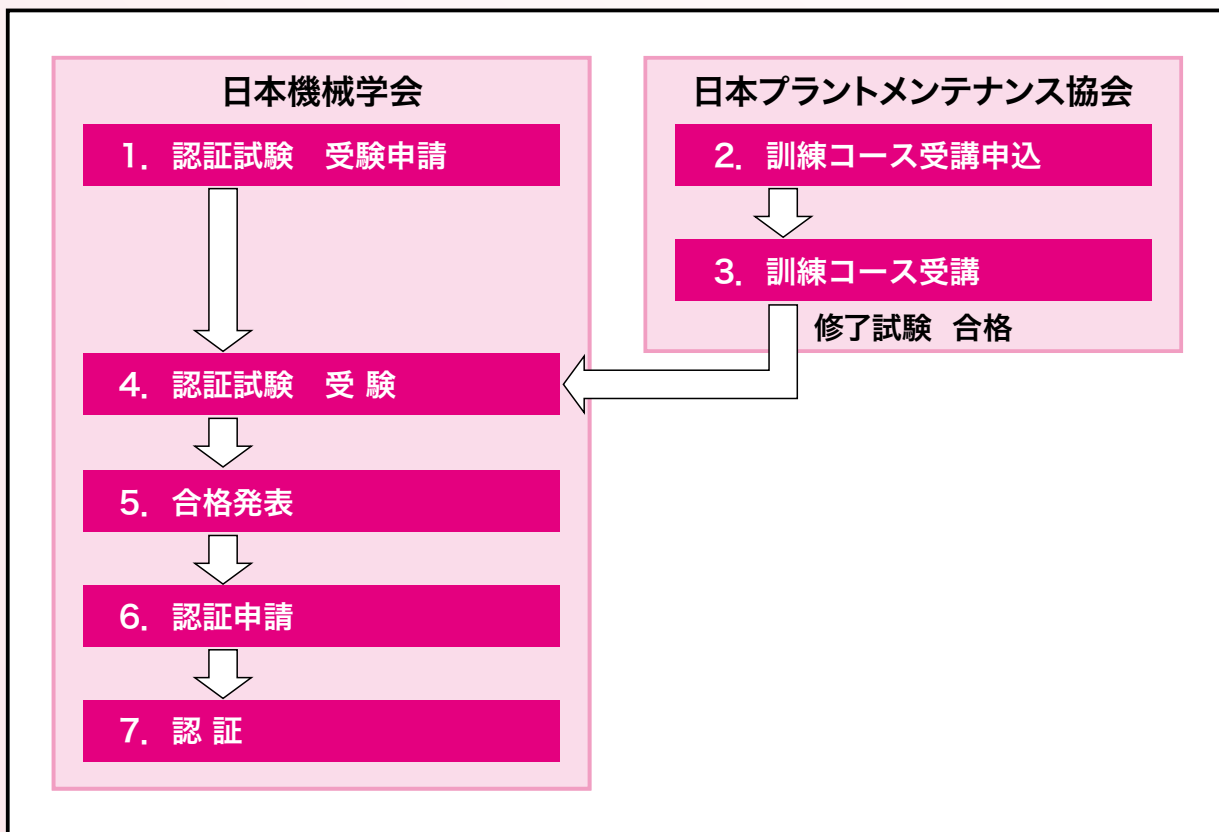 日本機械学会
1．認証試験　受験申請
4．認証試験　受 験
5．合格発表
6．認証申請
7．認 証
日本プラントメンテナンス協会
2．訓練コース受講申込
3．訓練コース受講
修了試験 合格